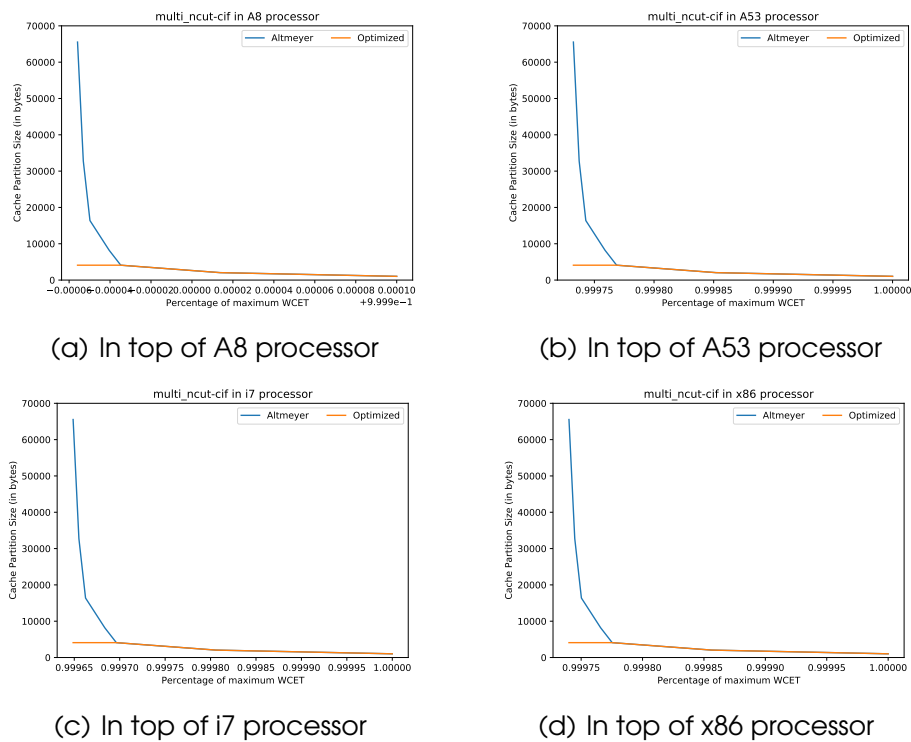 multi_ncut-cif in A8 processor
Altmeyer
Optimized
Cache Partition Size (in bytes)
70000
60000
50000
40000
30000
20000
10000
0
−0.00004
−0.00002
0.00000
0.00002
0.00004
0.00006
0.00008
0.00010
+9.999e−1
Percentage of maximum WCET
(a) In top of A8 processor
multi_ncut-cif in A53 processor
Altmeyer
Optimized
Cache Partition Size (in bytes)
70000
60000
50000
40000
30000
20000
10000
0
0.99975
0.99980
0.99985
0.99990
0.99995
1.00000
Percentage of maximum WCET
(b) In top of A53 processor
multi_ncut-cif in i7 processor
Altmeyer
Optimized
Cache Partition Size (in bytes)
70000
60000
50000
40000
30000
20000
10000
0
0.99965
0.99970
0.99975
0.99980
0.99985
0.99990
0.99995
1.00000
Percentage of maximum WCET
(c) In top of i7 processor
multi_ncut-cif in x86 processor
Altmeyer
Optimized
Cache Partition Size (in bytes)
70000
60000
50000
40000
30000
20000
10000
0
0.99975
0.99980
0.99985
0.99990
0.99995
1.00000
Percentage of maximum WCET
(d) In top of x86 processor